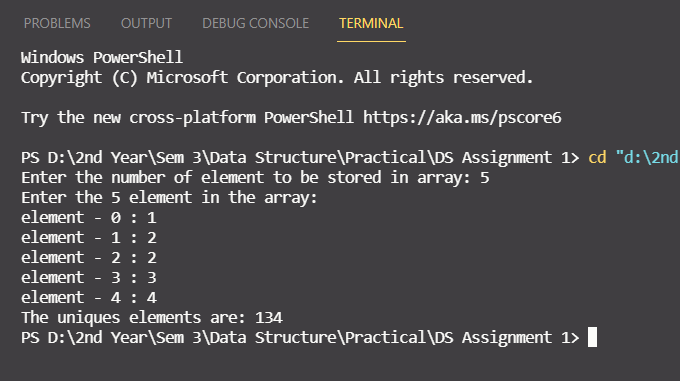 PROBLEMS OUTPUT DEBUG CONSOLE TERMINAL
Windows PowerShell
Copyright (C) Microsoft Corporation. All rights reserved.
Try the new cross-platform PowerShell https://aka.ms/pscore6
PS D:\2nd Year\Sem 3\Data Structure\Practical\DS Assignment 1> cd "d:\2nd
Enter the number of element to be stored in array: 5
Enter the 5 element in the array:
element - 0 : 1
element - 1 : 2
element - 2 : 2
element - 3 : 3
element - 4 : 4
The uniques elements are: 134
PS D:\2nd Year\Sem 3\Data Structure\Practical\DS Assignment 1>